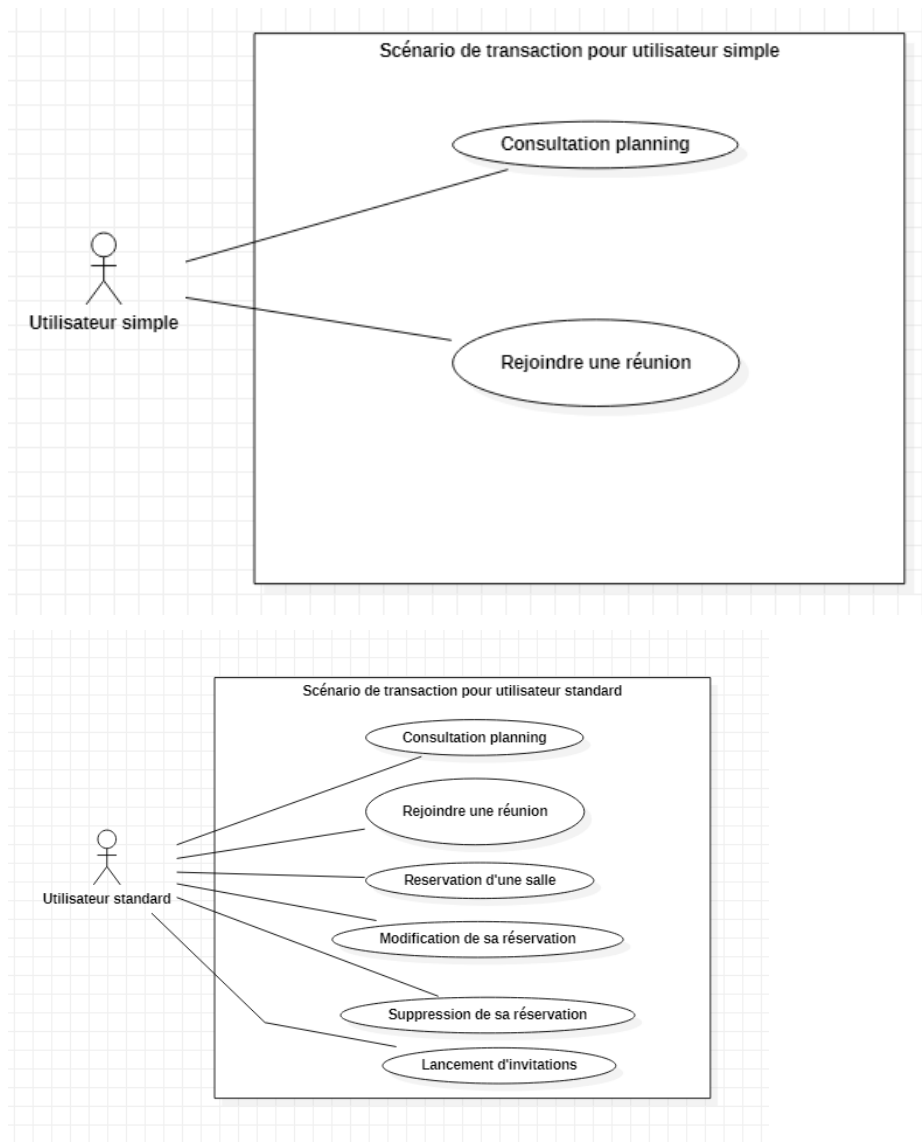 Scénario de transaction pour utilisateur simple
Consultation planning
Utilisateur simple
Rejoindre une réunion
Scénario de transaction pour utilisateur standard
Consultation planning
Rejoindre une réunion
Reservation d'une salle
Utilisateur standard
Modification de sa réservation
Suppression de sa réservation
Lancement d'invitations